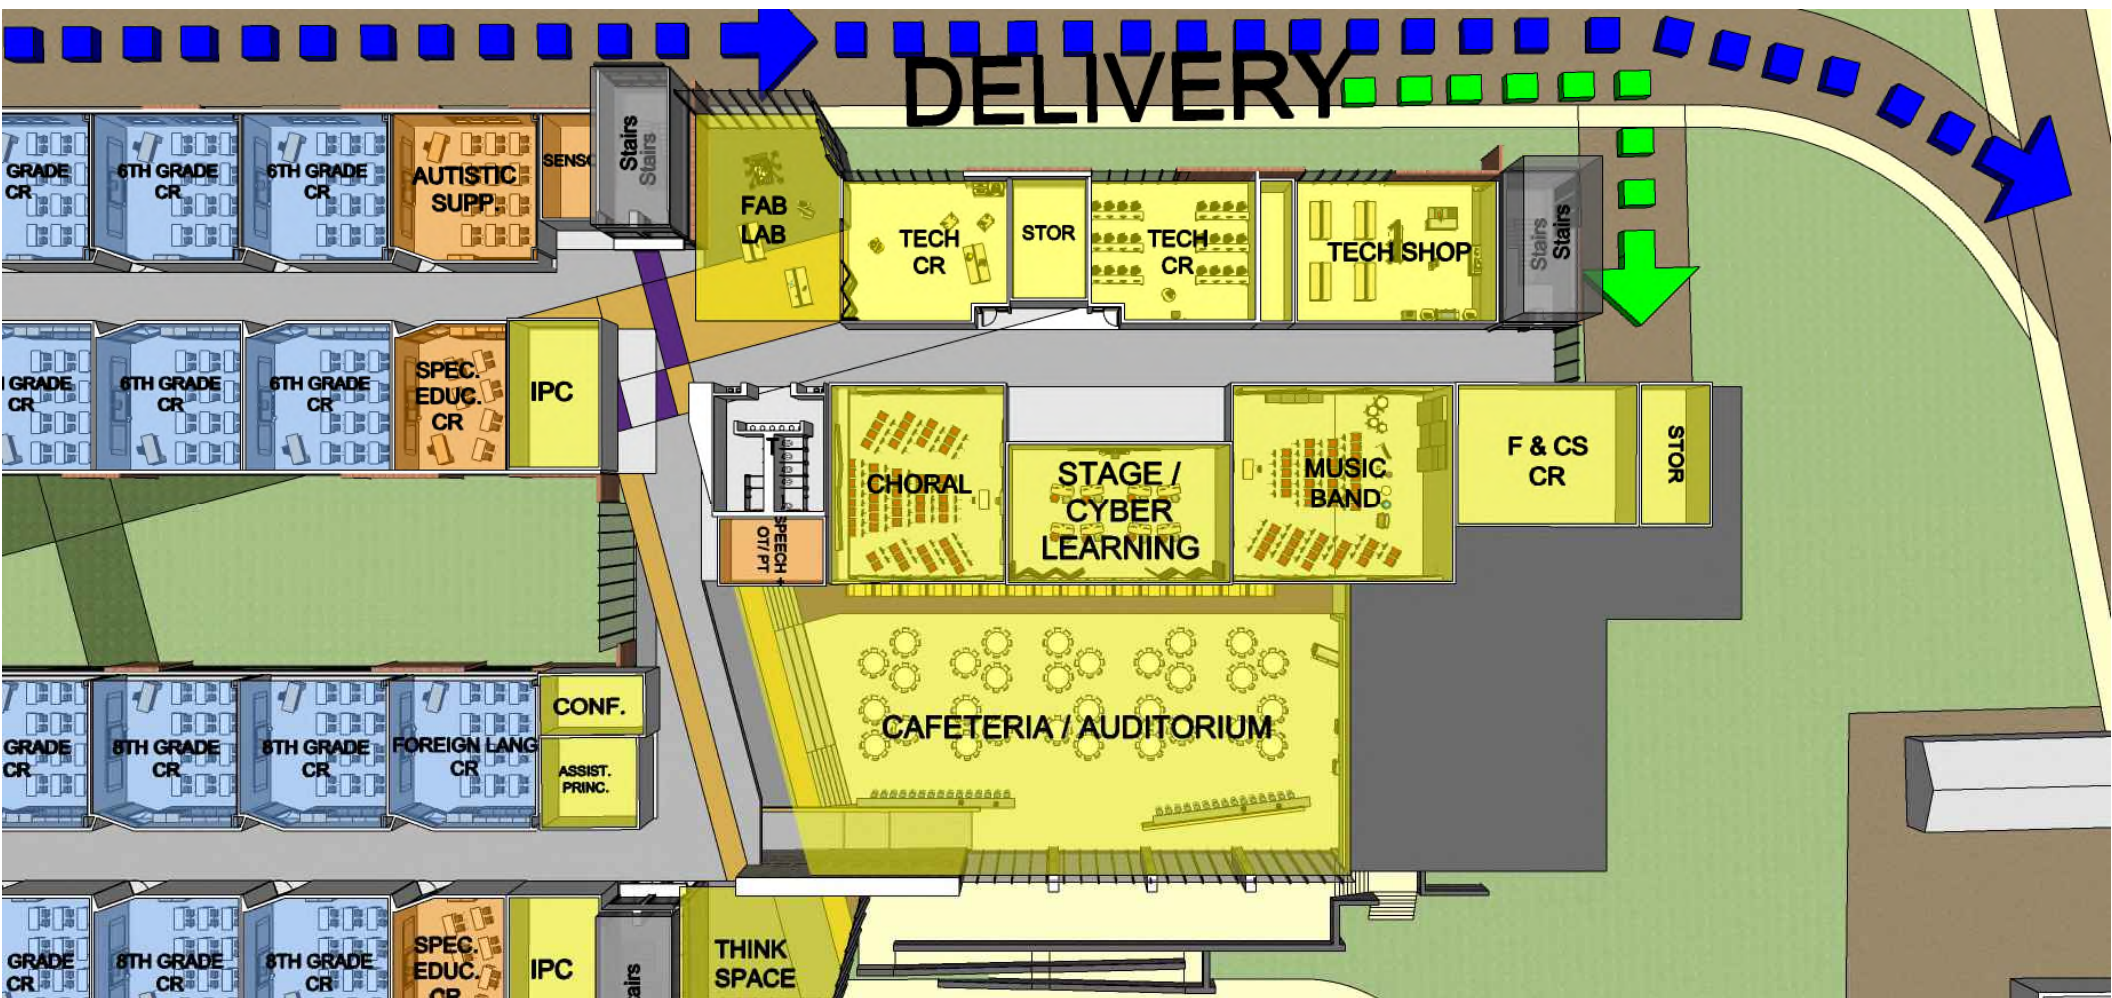 DELIVERY
GRADE
CR
6TH GRADE
CR
6TH GRADE
CR
AUTISTIC
SUPP.
SENSO
Stairs
Stairs
FAB
LAB
TECH
CR
STOR
TECH
CR
TECH SHOP
Stairs
Stairs
GRADE
CR
6TH GRADE
CR
6TH GRADE
CR
SPEC.
EDUC.
CR
IPC
SPEECH +
OT/ PT
CHORAL
STAGE /
CYBER
LEARNING
MUSIC
BAND
F & CS
CR
STOR
GRADE
CR
8TH GRADE
CR
8TH GRADE
CR
FOREIGN LANG
CR
CONF.
ASSIST.
PRINC.
CAFETERIA / AUDITORIUM
GRADE
CR
8TH GRADE
CR
8TH GRADE
CR
SPEC.
EDUC.
CR
IPC
airs
THINK
SPACE